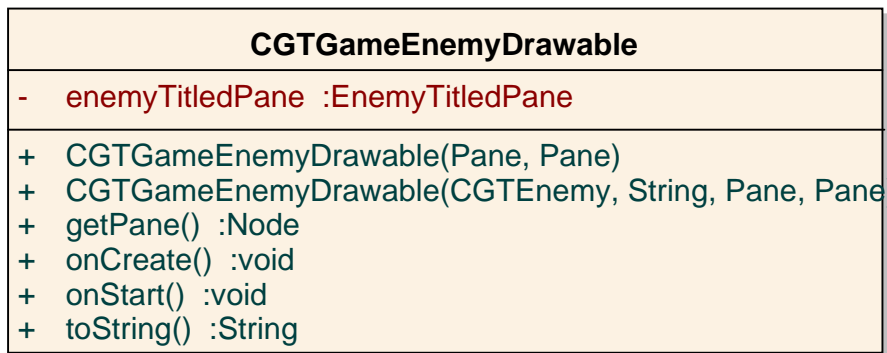 CGTGameEnemyDrawable
- enemyTitledPane :EnemyTitledPane
+ CGTGameEnemyDrawable(Pane, Pane)
+ CGTGameEnemyDrawable(CGTEnemy, String, Pane, Pane
+ getPane() :Node
+ onCreate() :void
+ onStart() :void
+ toString() :String